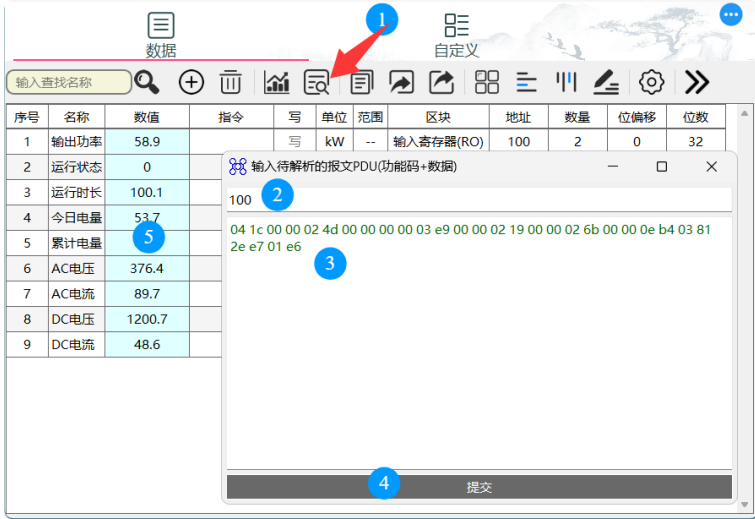 1
数据
自定义
输入查找名称
序号 名称 数值 指令 写 单位 范围 区块 地址 数量 位偏移 位数
1 输出功率 58.9 写 kW -- 输入寄存器(RO) 100 2 0 32
2 运行状态 0
3 运行时长 100.1
4 今日电量 53.7
5 累计电量
6 AC电压 376.4
7 AC电流 89.7
8 DC电压 1200.7
9 DC电流 48.6
5
输入待解析的报文PDU(功能码+数据)
100
2
04 1c 00 00 02 4d 00 00 00 00 03 e9 00 00 02 19 00 00 02 6b 00 00 0e b4 03 81
2e e7 01 e6
3
4
提交